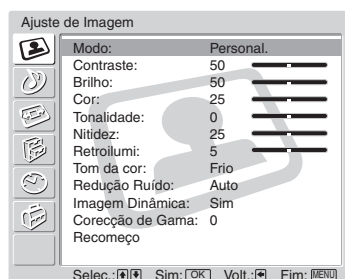 Ajuste de Imagem
Modo: Personal.
Contraste: 50
Brilho: 50
Cor: 25
Tonalidade: 0
Nitidez: 25
Retroilumi: 5
Tom da cor: Frio
Redução Ruído: Auto
Imagem Dinâmica: Sim
Corecção de Gama: 0
Recomeço
Selec.: Sim: OK Volt.: Fim: MENU